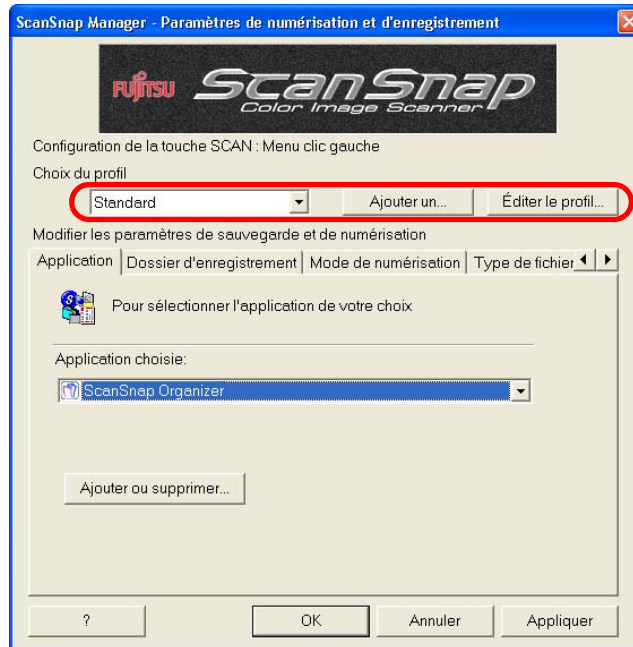 ScanSnap Manager - Paramètres de numérisation et d'enregistrement
FUJITSU ScanSnap
Color Image Scanner
Configuration de la touche SCAN : Menu clic gauche
Choix du profil
Standard Ajouter un... Éditer le profil...
Modifier les paramètres de sauvegarde et de numérisation
Application Dossier d'enregistrement Mode de numérisation Type de fichier
Pour sélectionner l'application de votre choix
Application choisie:
ScanSnap Organizer
Ajouter ou supprimer...
? OK Annuler Appliquer